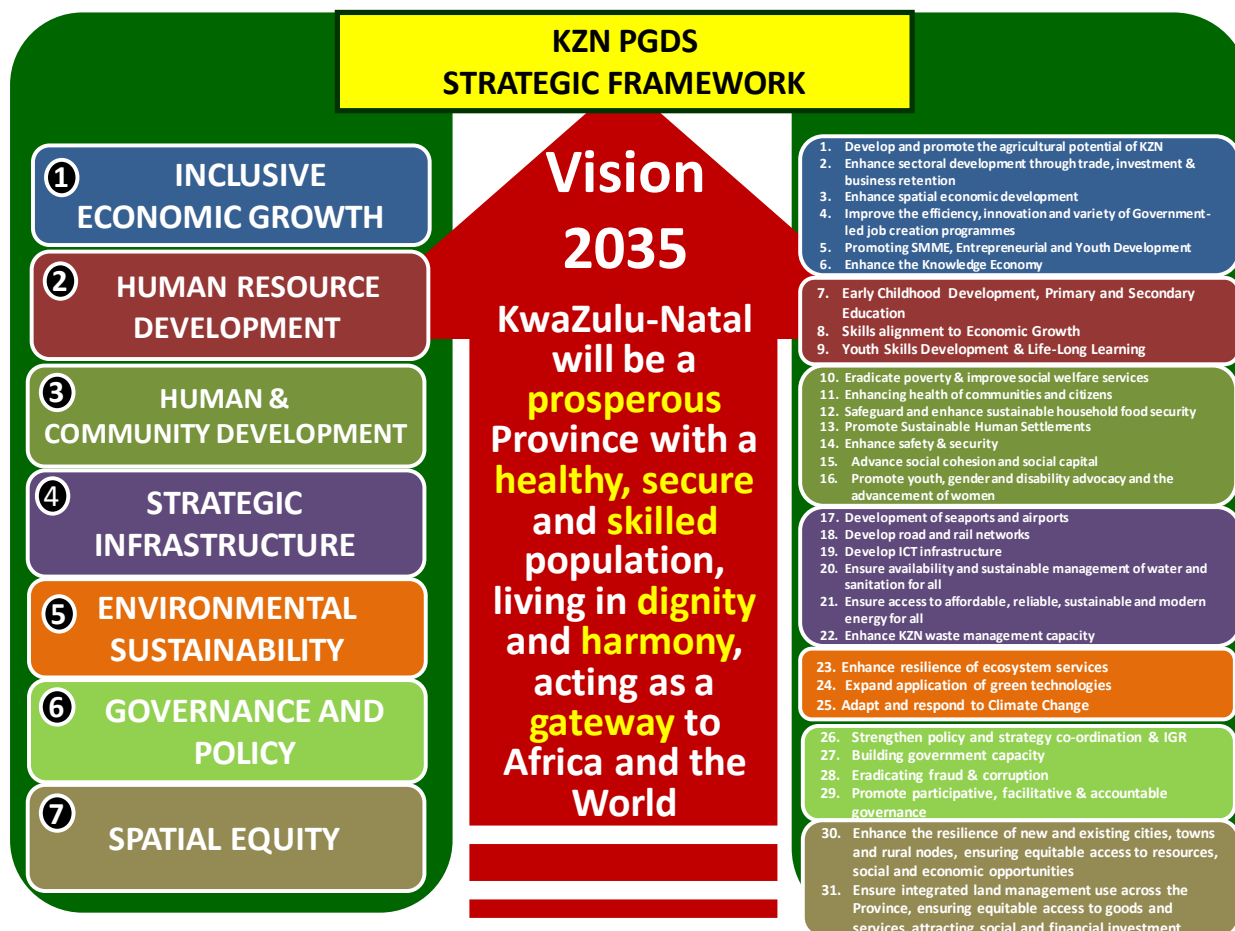 KZN PGDS
STRATEGIC FRAMEWORK
1 INCLUSIVE
ECONOMIC GROWTH
2 HUMAN RESOURCE
DEVELOPMENT
3 HUMAN &
COMMUNITY DEVELOPMENT
4 STRATEGIC
INFRASTRUCTURE
5 ENVIRONMENTAL
SUSTAINABILITY
6 GOVERNANCE AND
POLICY
7 SPATIAL EQUITY
Vision
2035
KwaZulu-Natal
will be a
prosperous
Province with a
healthy, secure
and skilled
population,
living in dignity
and harmony,
acting as a
gateway to
Africa and the
World
1. Develop and promote the agricultural potential of KZN
2. Enhance sectoral development through trade, investment &
business retention
3. Enhance spatial economic development
4. Improve the efficiency, innovation and variety of Government-
led job creation programmes
5. Promoting SMME, Entrepreneurial and Youth Development
6. Enhance the Knowledge Economy
7. Early Childhood Development, Primary and Secondary
Education
8. Skills alignment to Economic Growth
9. Youth Skills Development & Life-Long Learning
10. Eradicate poverty & improve social welfare services
11. Enhancing health of communities and citizens
12. Safeguard and enhance sustainable household food security
13. Promote Sustainable Human Settlements
14. Enhance safety & security
15. Advance social cohesion and social capital
16. Promote youth, gender and disability advocacy and the
advancement of women
17. Development of seaports and airports
18. Develop road and rail networks
19. Develop ICT infrastructure
20. Ensure availability and sustainable management of water and
sanitation for all
21. Ensure access to affordable, reliable, sustainable and modern
energy for all
22. Enhance KZN waste management capacity
23. Enhance resilience of ecosystem services
24. Expand application of green technologies
25. Adapt and respond to Climate Change
26. Strengthen policy and strategy co-ordination & IGR
27. Building government capacity
28. Eradicating fraud & corruption
29. Promote participative, facilitative & accountable
governance
30. Enhance the resilience of new and existing cities, towns
and rural nodes, ensuring equitable access to resources,
social and economic opportunities
31. Ensure integrated land management use across the
Province, ensuring equitable access to goods and
services, attracting social and financial investment